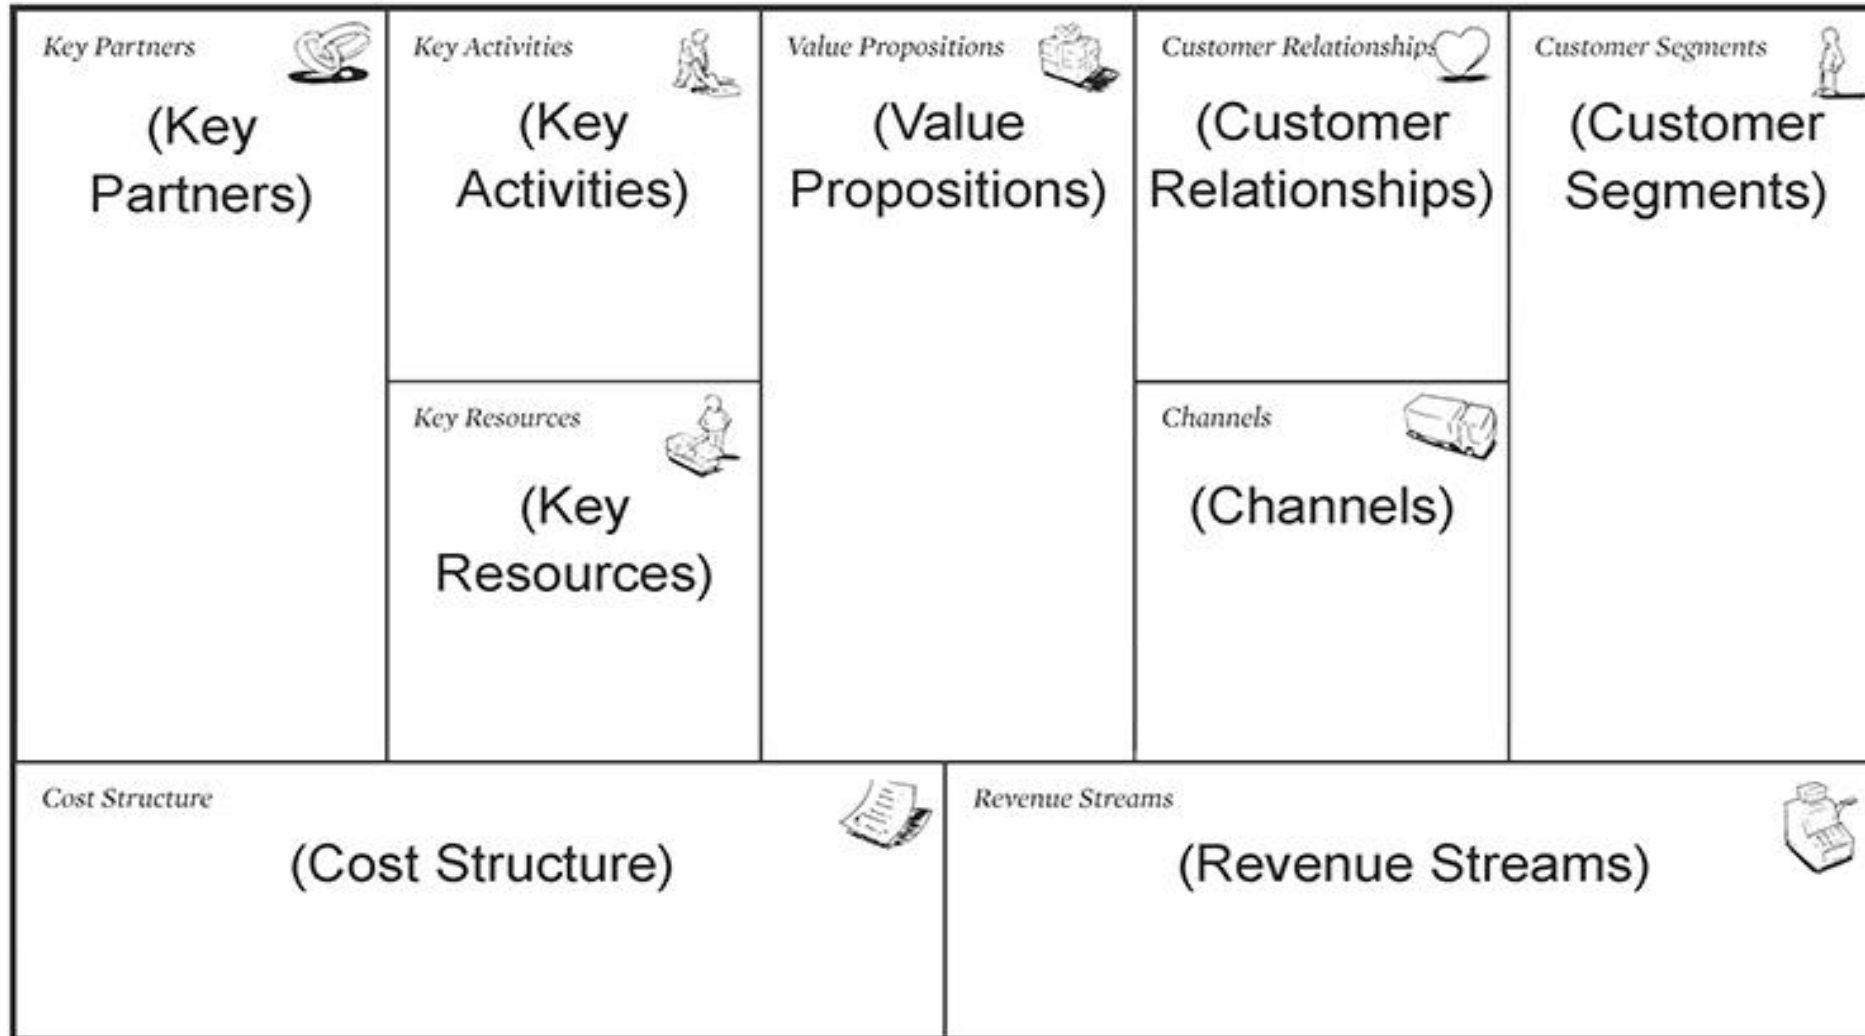 Key Partners
(Key
Partners)
Key Activities
(Key
Activities)
Key Resources
(Key
Resources)
Value Propositions
(Value
Propositions)
Customer Relationships
(Customer
Relationships)
Channels
(Channels)
Customer Segments
(Customer
Segments)
Cost Structure
(Cost Structure)
Revenue Streams
(Revenue Streams)